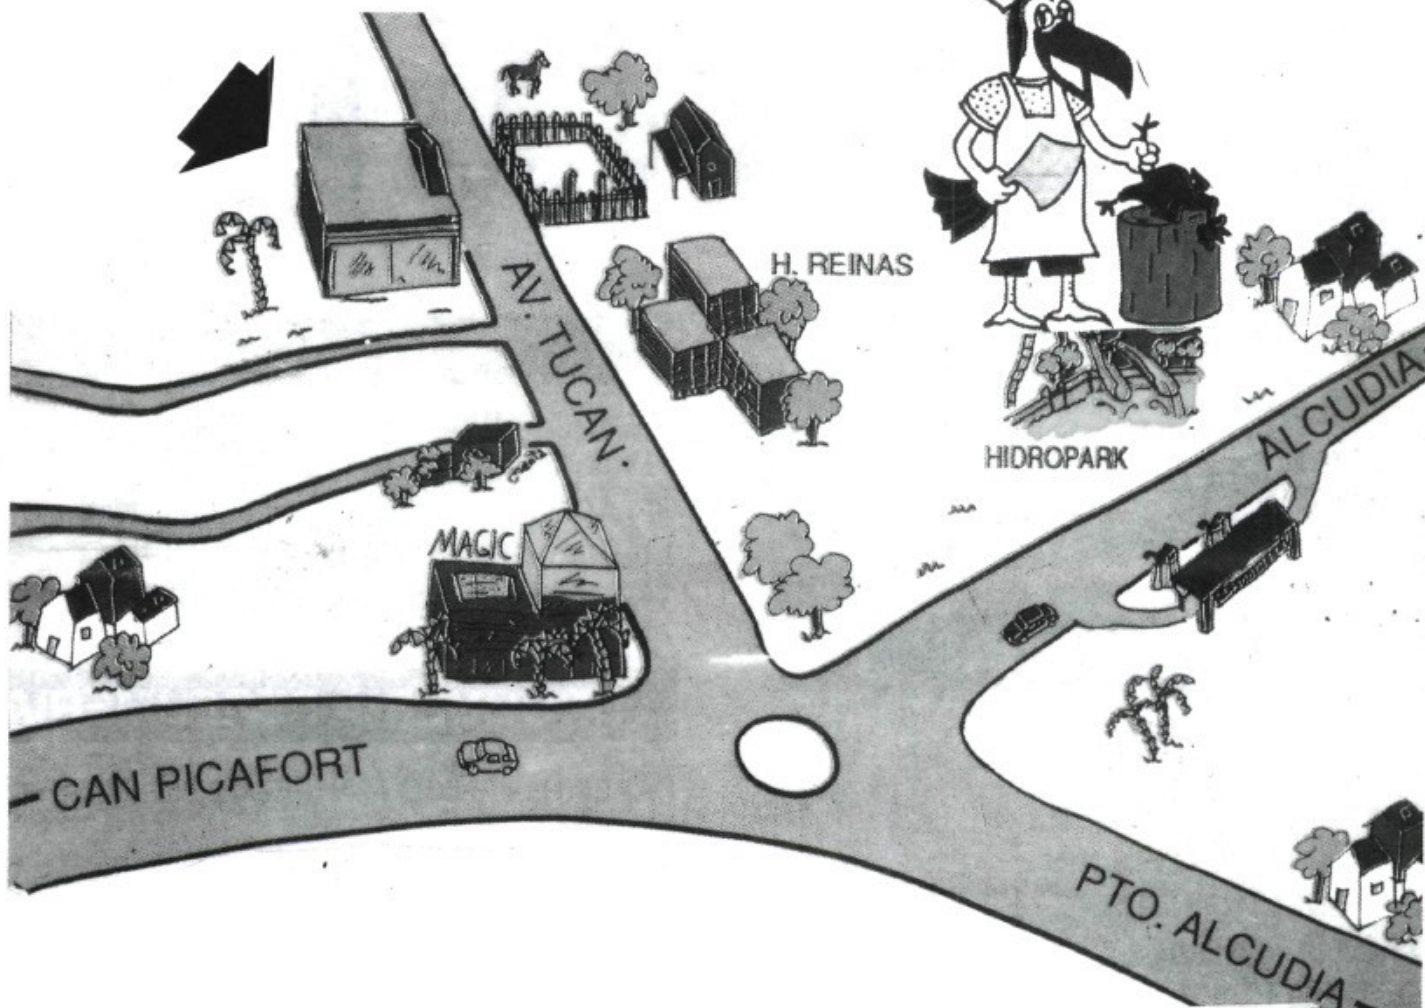 H. REINAS
AV. TUCAN
ALCUDIA
HIDROPARK
MAGIC
CAN PICAFORT
PTO. ALCUDIA